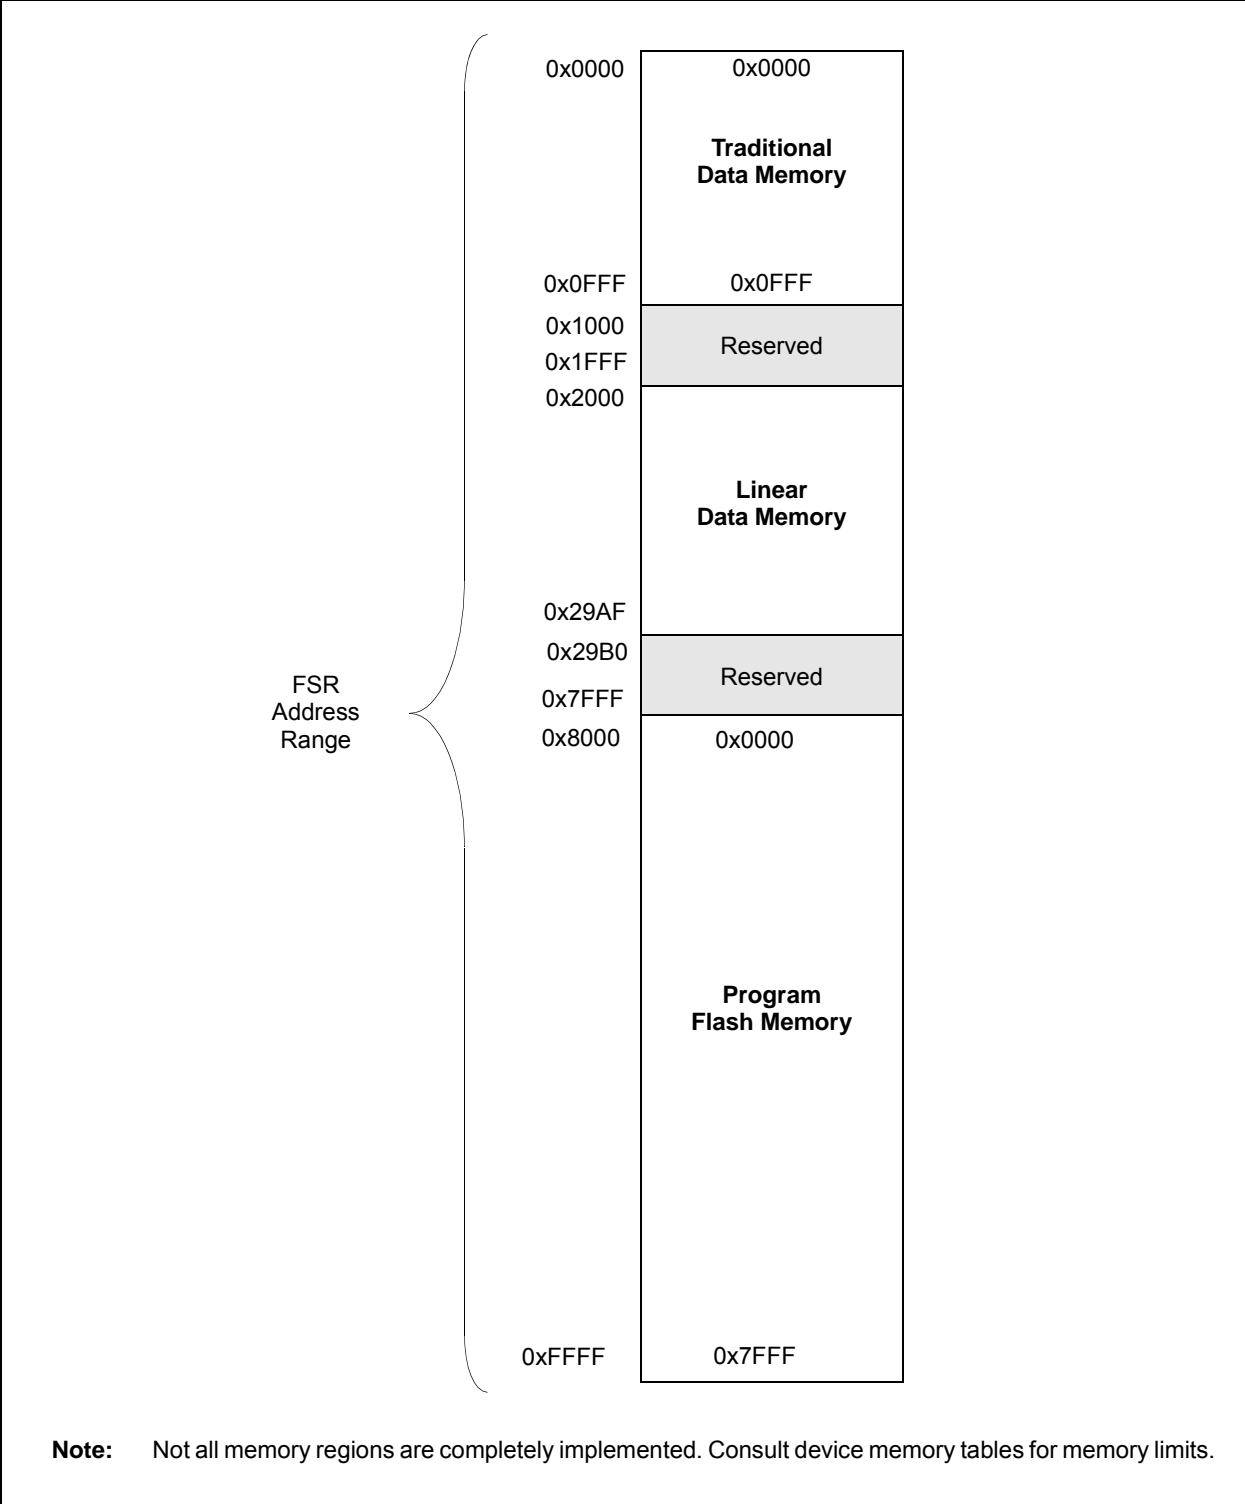 0x0000 0x0000
Traditional
Data Memory
0x0FFF 0x0FFF
0x1000
Reserved
0x1FFF
0x2000
Linear
Data Memory
0x29AF
0x29B0
Reserved
0x7FFF
FSR
Address
Range
0x8000 0x0000
Program
Flash Memory
0xFFFF 0x7FFF
Note: Not all memory regions are completely implemented. Consult device memory tables for memory limits.